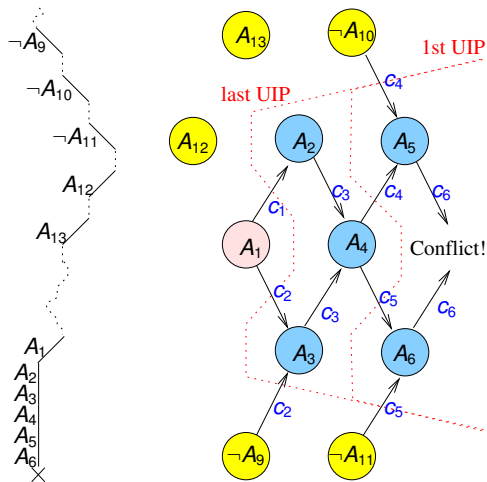 ¬A₉
¬A₁₀
¬A₁₁
A₁₂
A₁₃
A₁
A₂
A₃
A₄
A₅
A₆
A₁₃
¬A₁₀
1st UIP
last UIP
c₄
A₁₂
A₂
A₅
c₁
c₃
c₄
c₆
A₁
A₄
Conflict!
c₂
c₃
c₅
c₆
A₃
A₆
c₂
c₅
¬A₉
¬A₁₁